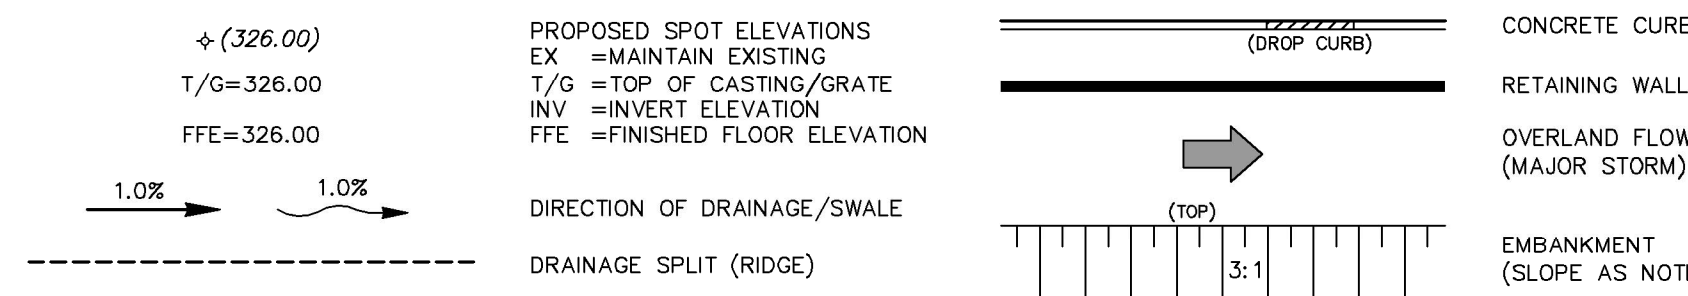 (326.00)
T/G=326.00
FFE=326.00
1.0%
1.0%
PROPOSED SPOT ELEVATIONS
EX =MAINTAIN EXISTING
T/G =TOP OF CASTING/GRATE
INV =INVERT ELEVATION
FFE =FINISHED FLOOR ELEVATION
DIRECTION OF DRAINAGE/SWALE
DRAINAGE SPLIT (RIDGE)
(DROP CURB)
(TOP)
3:1
CONCRETE
RETAINING WALL
OVERLAND FLOW
(MAJOR STORM)
EMBANKMENT
(SLOPE AS